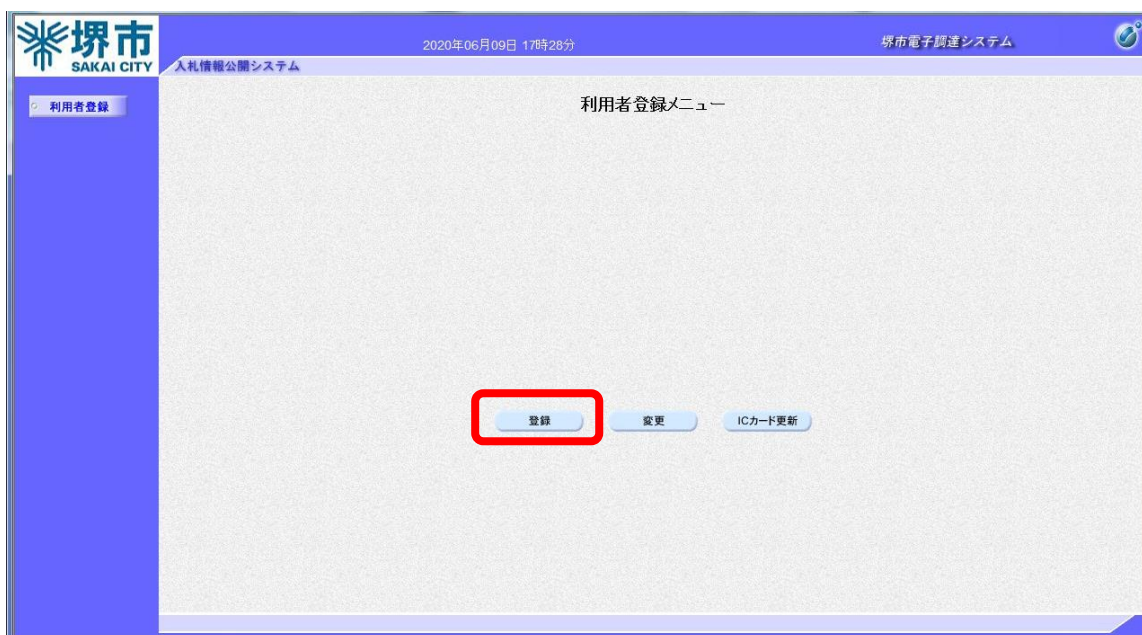 堺市
SAKAI CITY
2020年06月09日 17時28分
堺市電子調達システム
入札情報公開システム
利用者登録
利用者登録メニュー
登録
変更
ICカード更新